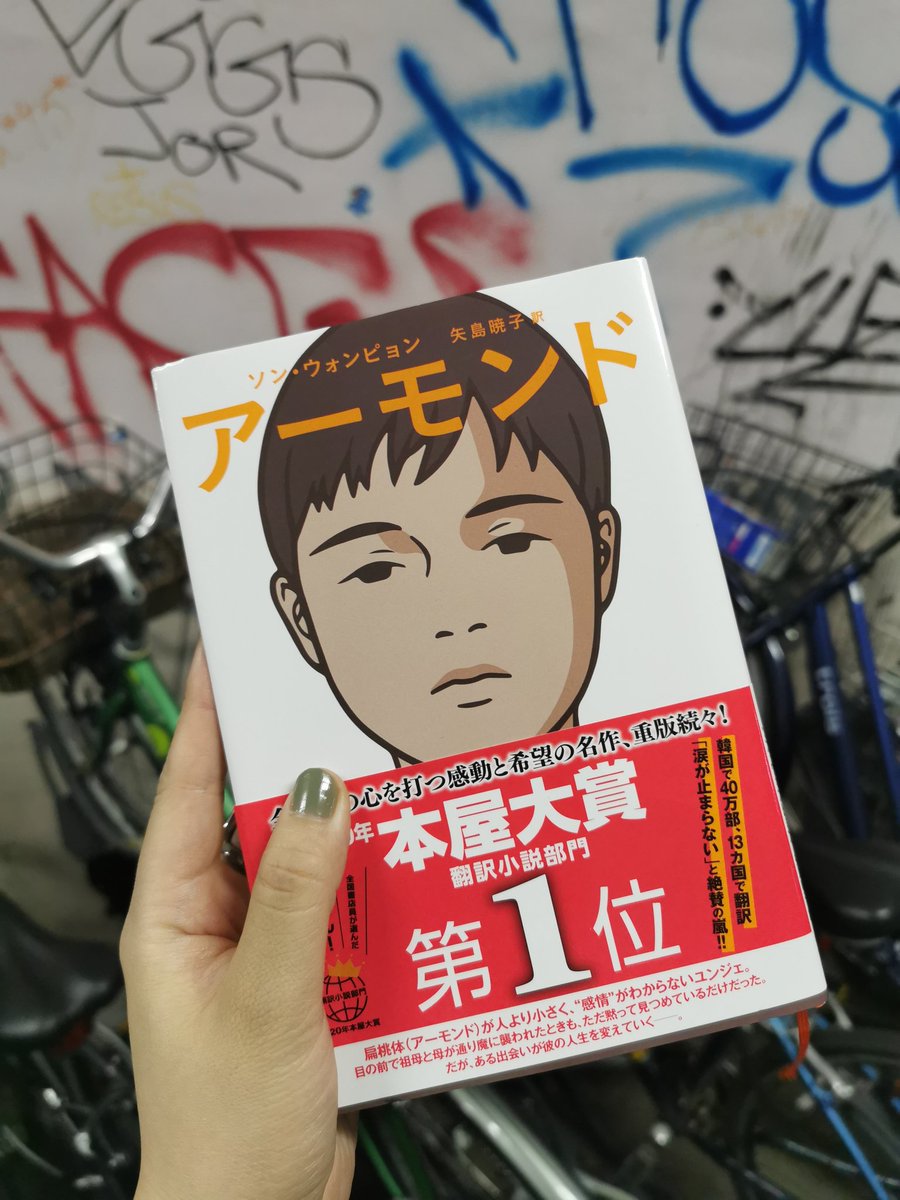 VGGS
JOR
ソン・ウォンピョン 矢島暁子 訳
アーモンド
の心を打つ感動と希望の名作、重版続々!
年 本屋大賞
翻訳小説部門
第1位
韓国で40万部、13カ国で翻訳
「涙が止まらない」と絶賛の嵐!!
全国書店員が選んだ
翻訳小説部門
20年本屋大賞
扁桃体(アーモンド)が人より小さく、“感情”がわからないユンジェ。
目の前で祖母と母が通り魔に襲われたときも、ただ黙って見つめているだけだった。
だが、ある出会いが彼の人生を変えていく――。